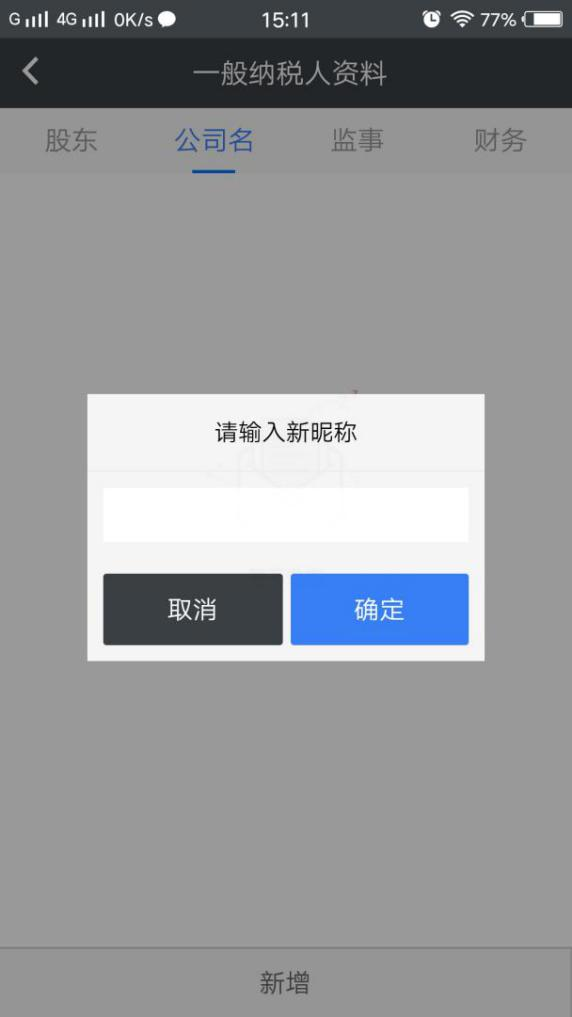 G 4G 0K/s 15:11 77%
一般纳税人资料
股东 公司名 监事 财务
请输入新昵称
取消 确定
新增